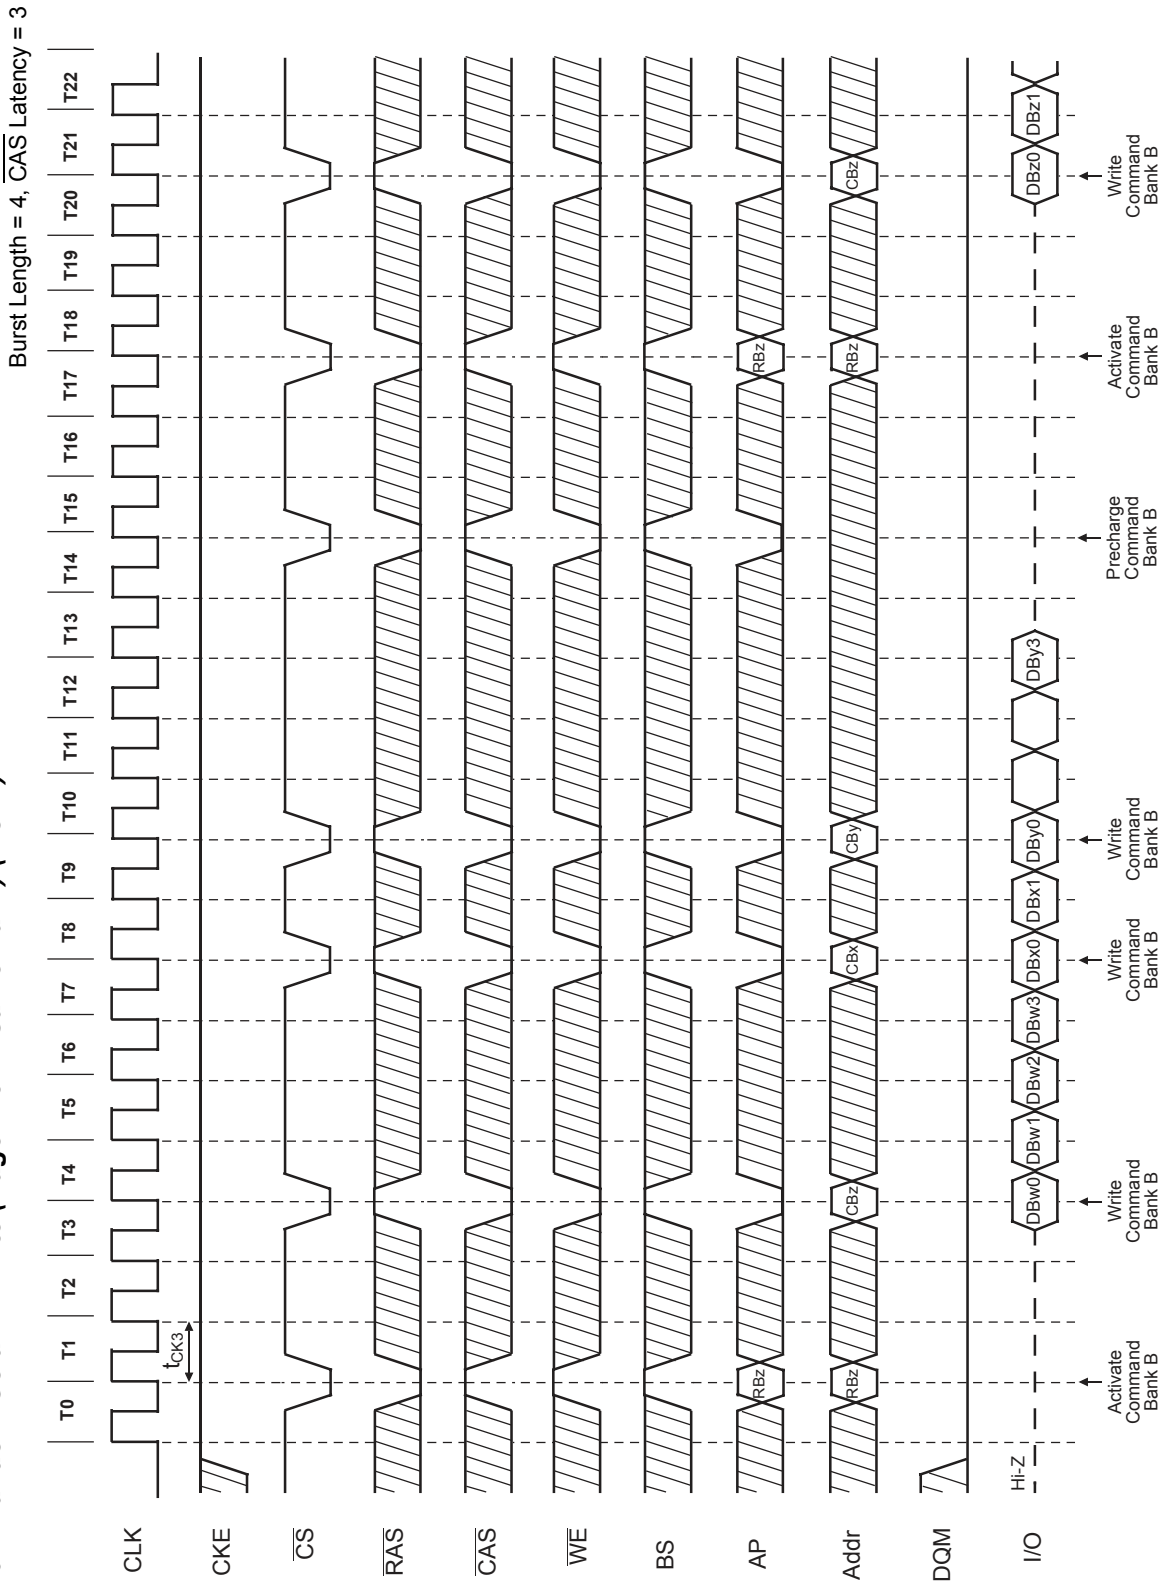 Burst Length = 4, CAS Latency = 3
T0 T1 T2 T3 T4 T5 T6 T7 T8 T9 T10 T11 T12 T13 T14 T15 T16 T17 T18 T19 T20 T21 T22
CLK
tCK3
CKE
CS
RAS
CAS
WE
BS
AP
RBz
RBz
Addr
RBz
CBz
CBx
CBy
RBz
CBz
DQM
I/O
Hi-Z
DBw0
DBw1
DBw2
DBw3
DBx0
DBx1
DBy0
DBy3
DBz0
DBz1
Activate
Command
Bank B
Write
Command
Bank B
Write
Command
Bank B
Write
Command
Bank B
Precharge
Command
Bank B
Activate
Command
Bank B
Write
Command
Bank B